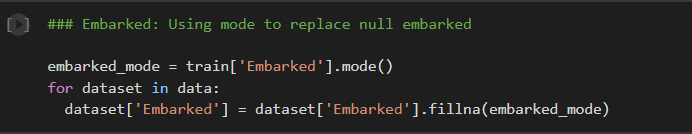 ### Embarked: Using mode to replace null embarked
embarked_mode = train['Embarked'].mode()
for dataset in data:
  dataset['Embarked'] = dataset['Embarked'].fillna(embarked_mode)